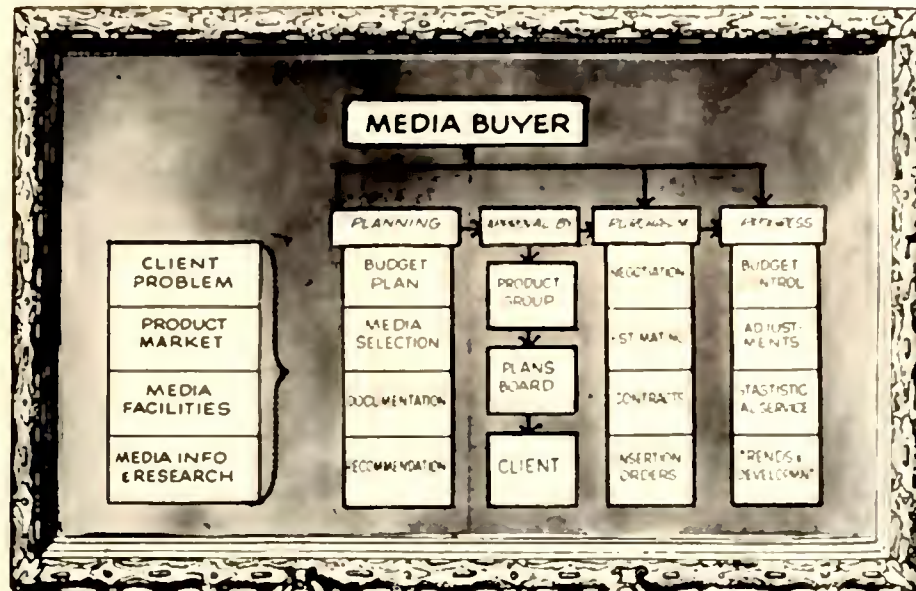 MEDIA BUYER
CLIENT
PROBLEM
PRODUCT
MARKET
MEDIA
FACILITIES
MEDIA INFO
& RESEARCH
PLANNING
BUDGET
PLAN
MEDIA
SELECTION
DOCUMENTATION
RECOMMENDATION
PRODUCT
GROUP
PLANS
BOARD
CLIENT
NEGOTIATION
ESTIMATING
CONTRACTS
INSERTION
ORDERS
BUDGET
CONTROL
ADJUST-
MENTS
STASTISTIC
AL SERVICE
TRENDS &
DEVELOPMENT